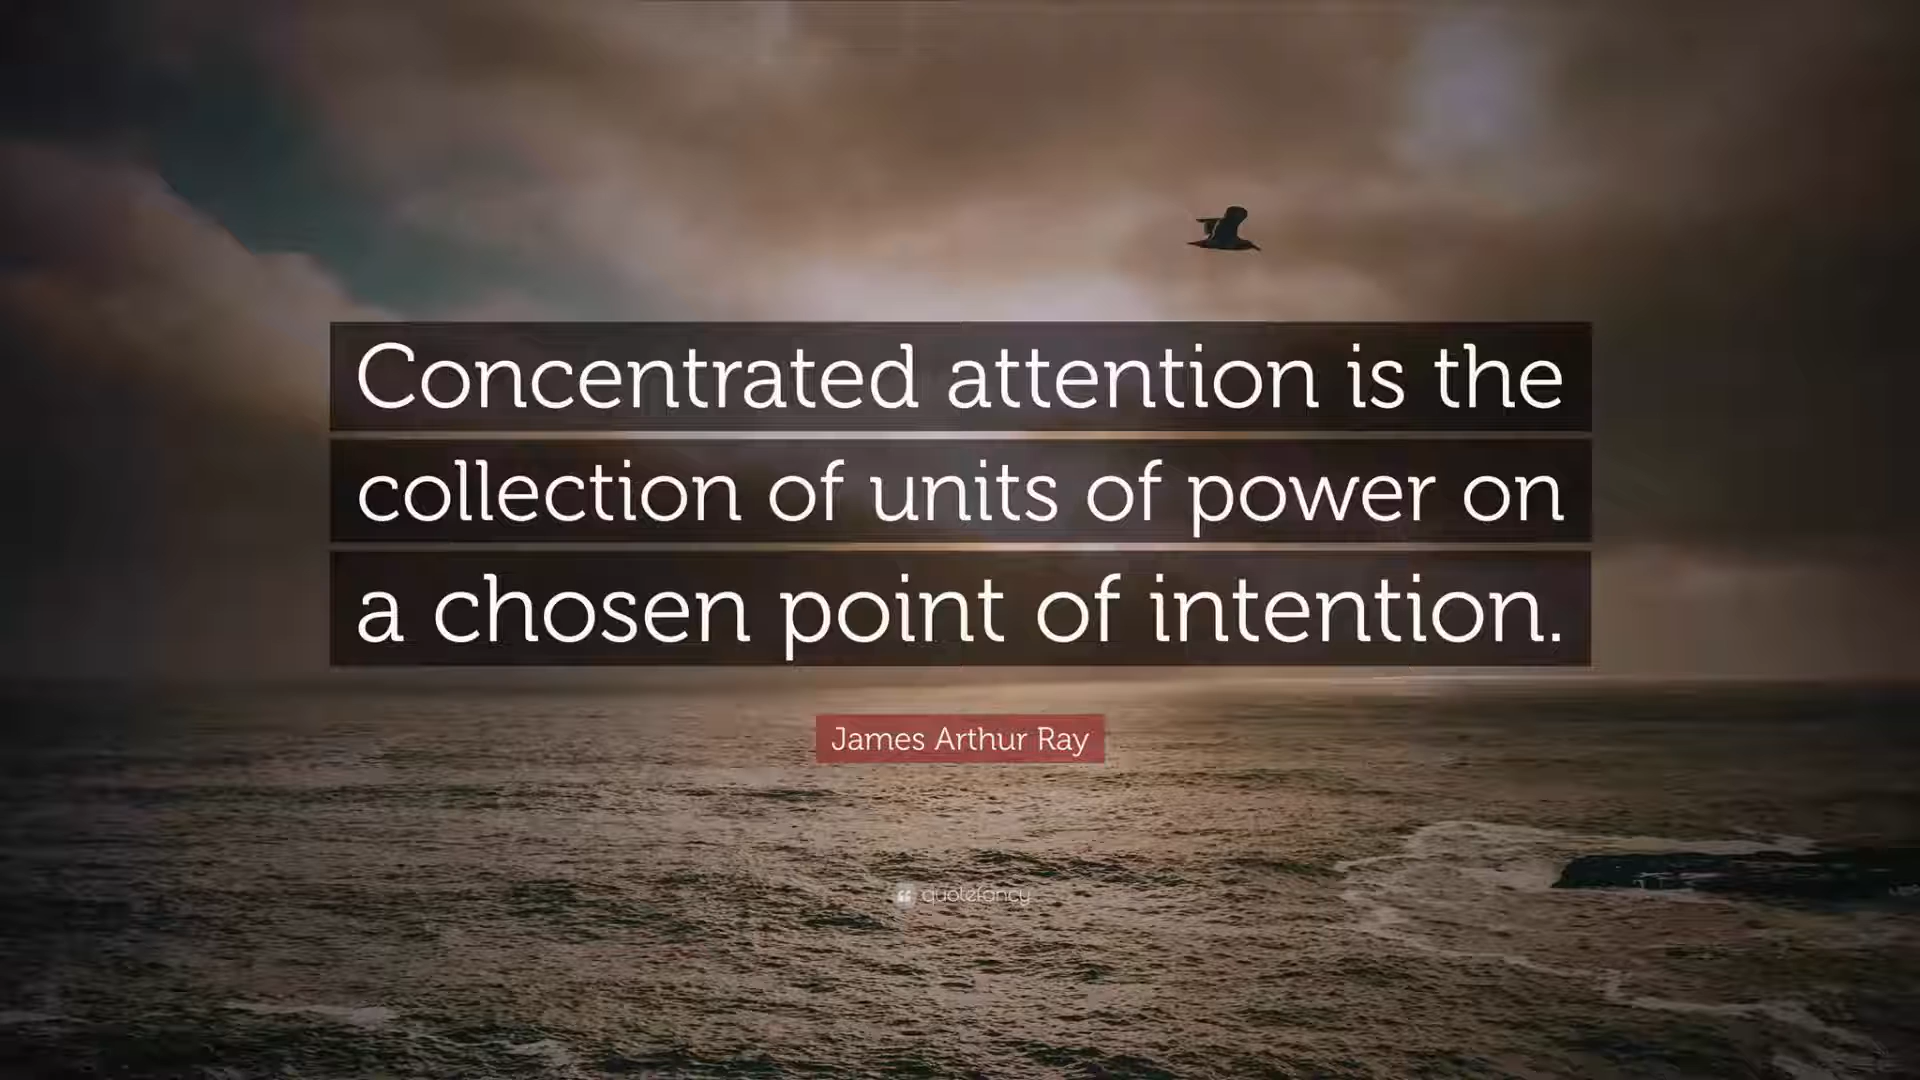 Concentrated attention is the
collection of units of power on
a chosen point of intention.
James Arthur Ray
quotefancy